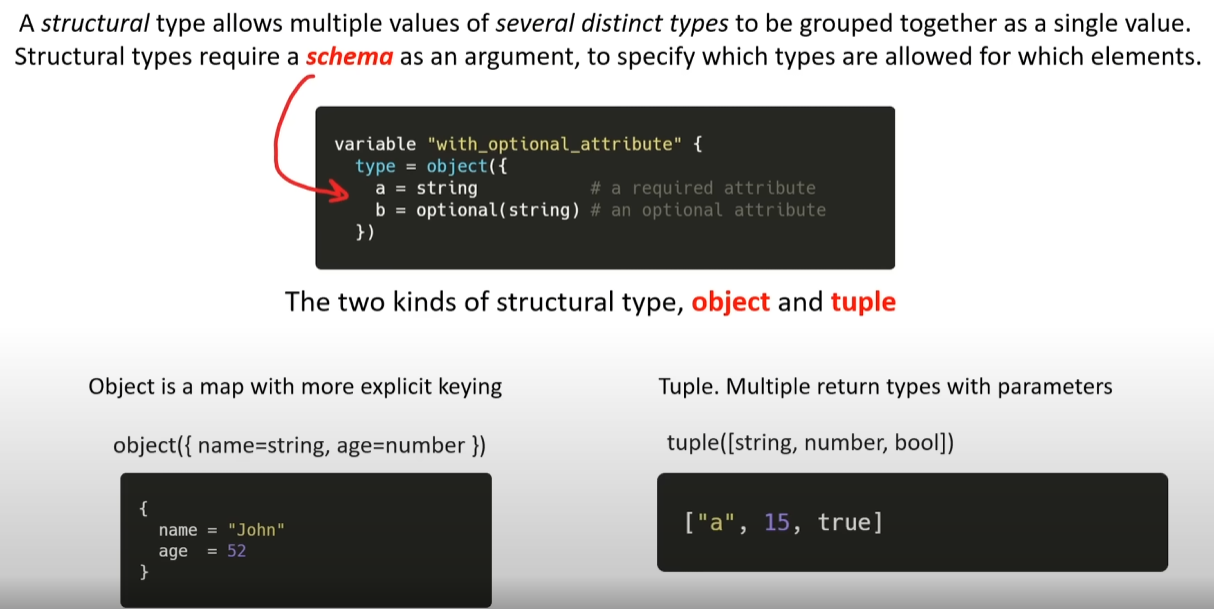 A structural type allows multiple values of several distinct types to be grouped together as a single value.
Structural types require a schema as an argument, to specify which types are allowed for which elements.
variable "with_optional_attribute" {
  type = object({
    a = string           # a required attribute
    b = optional(string) # an optional attribute
  })
The two kinds of structural type, object and tuple
Object is a map with more explicit keying
object({ name=string, age=number })
{
  name = "John"
  age  = 52
}
Tuple. Multiple return types with parameters
tuple([string, number, bool])
["a", 15, true]